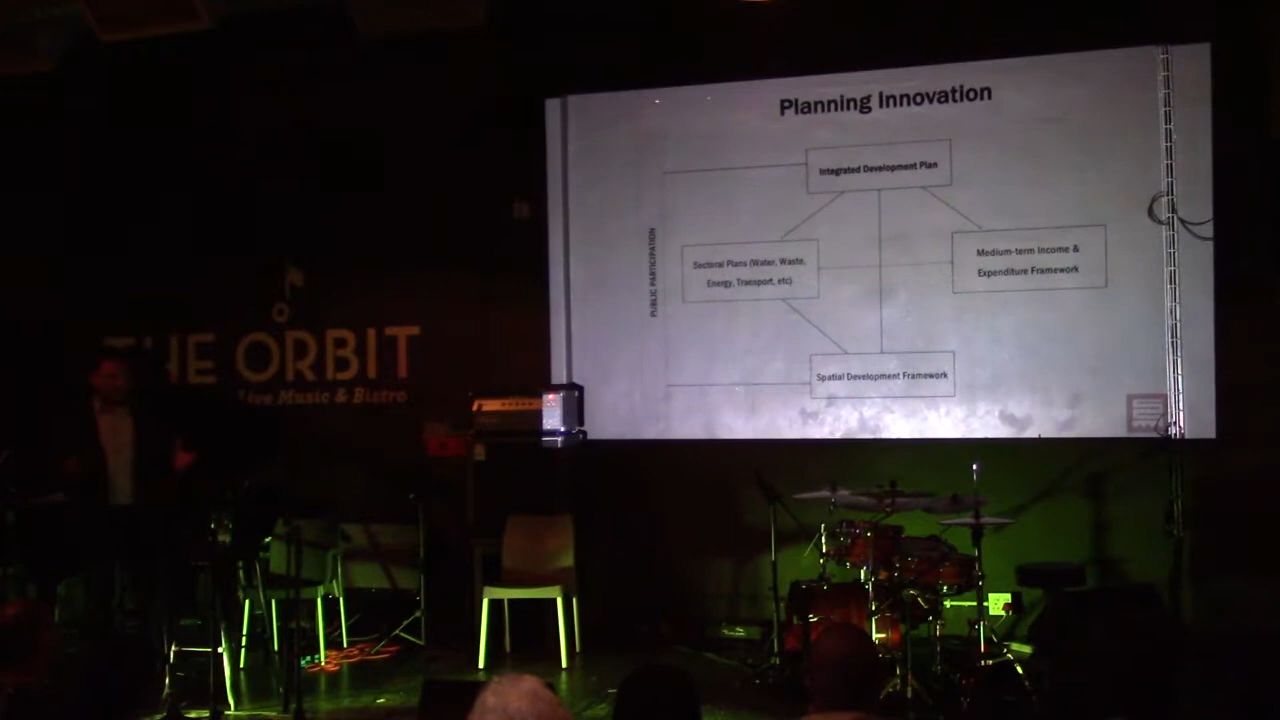 Planning Innovation
Integrated Development Plan
PUBLIC PARTICIPATION
Sectoral Plans (Water, Waste,
Energy, Transport, etc)
Medium-term Income &
Expenditure Framework
Spatial Development Framework
THE ORBIT
Live Music & Bistro